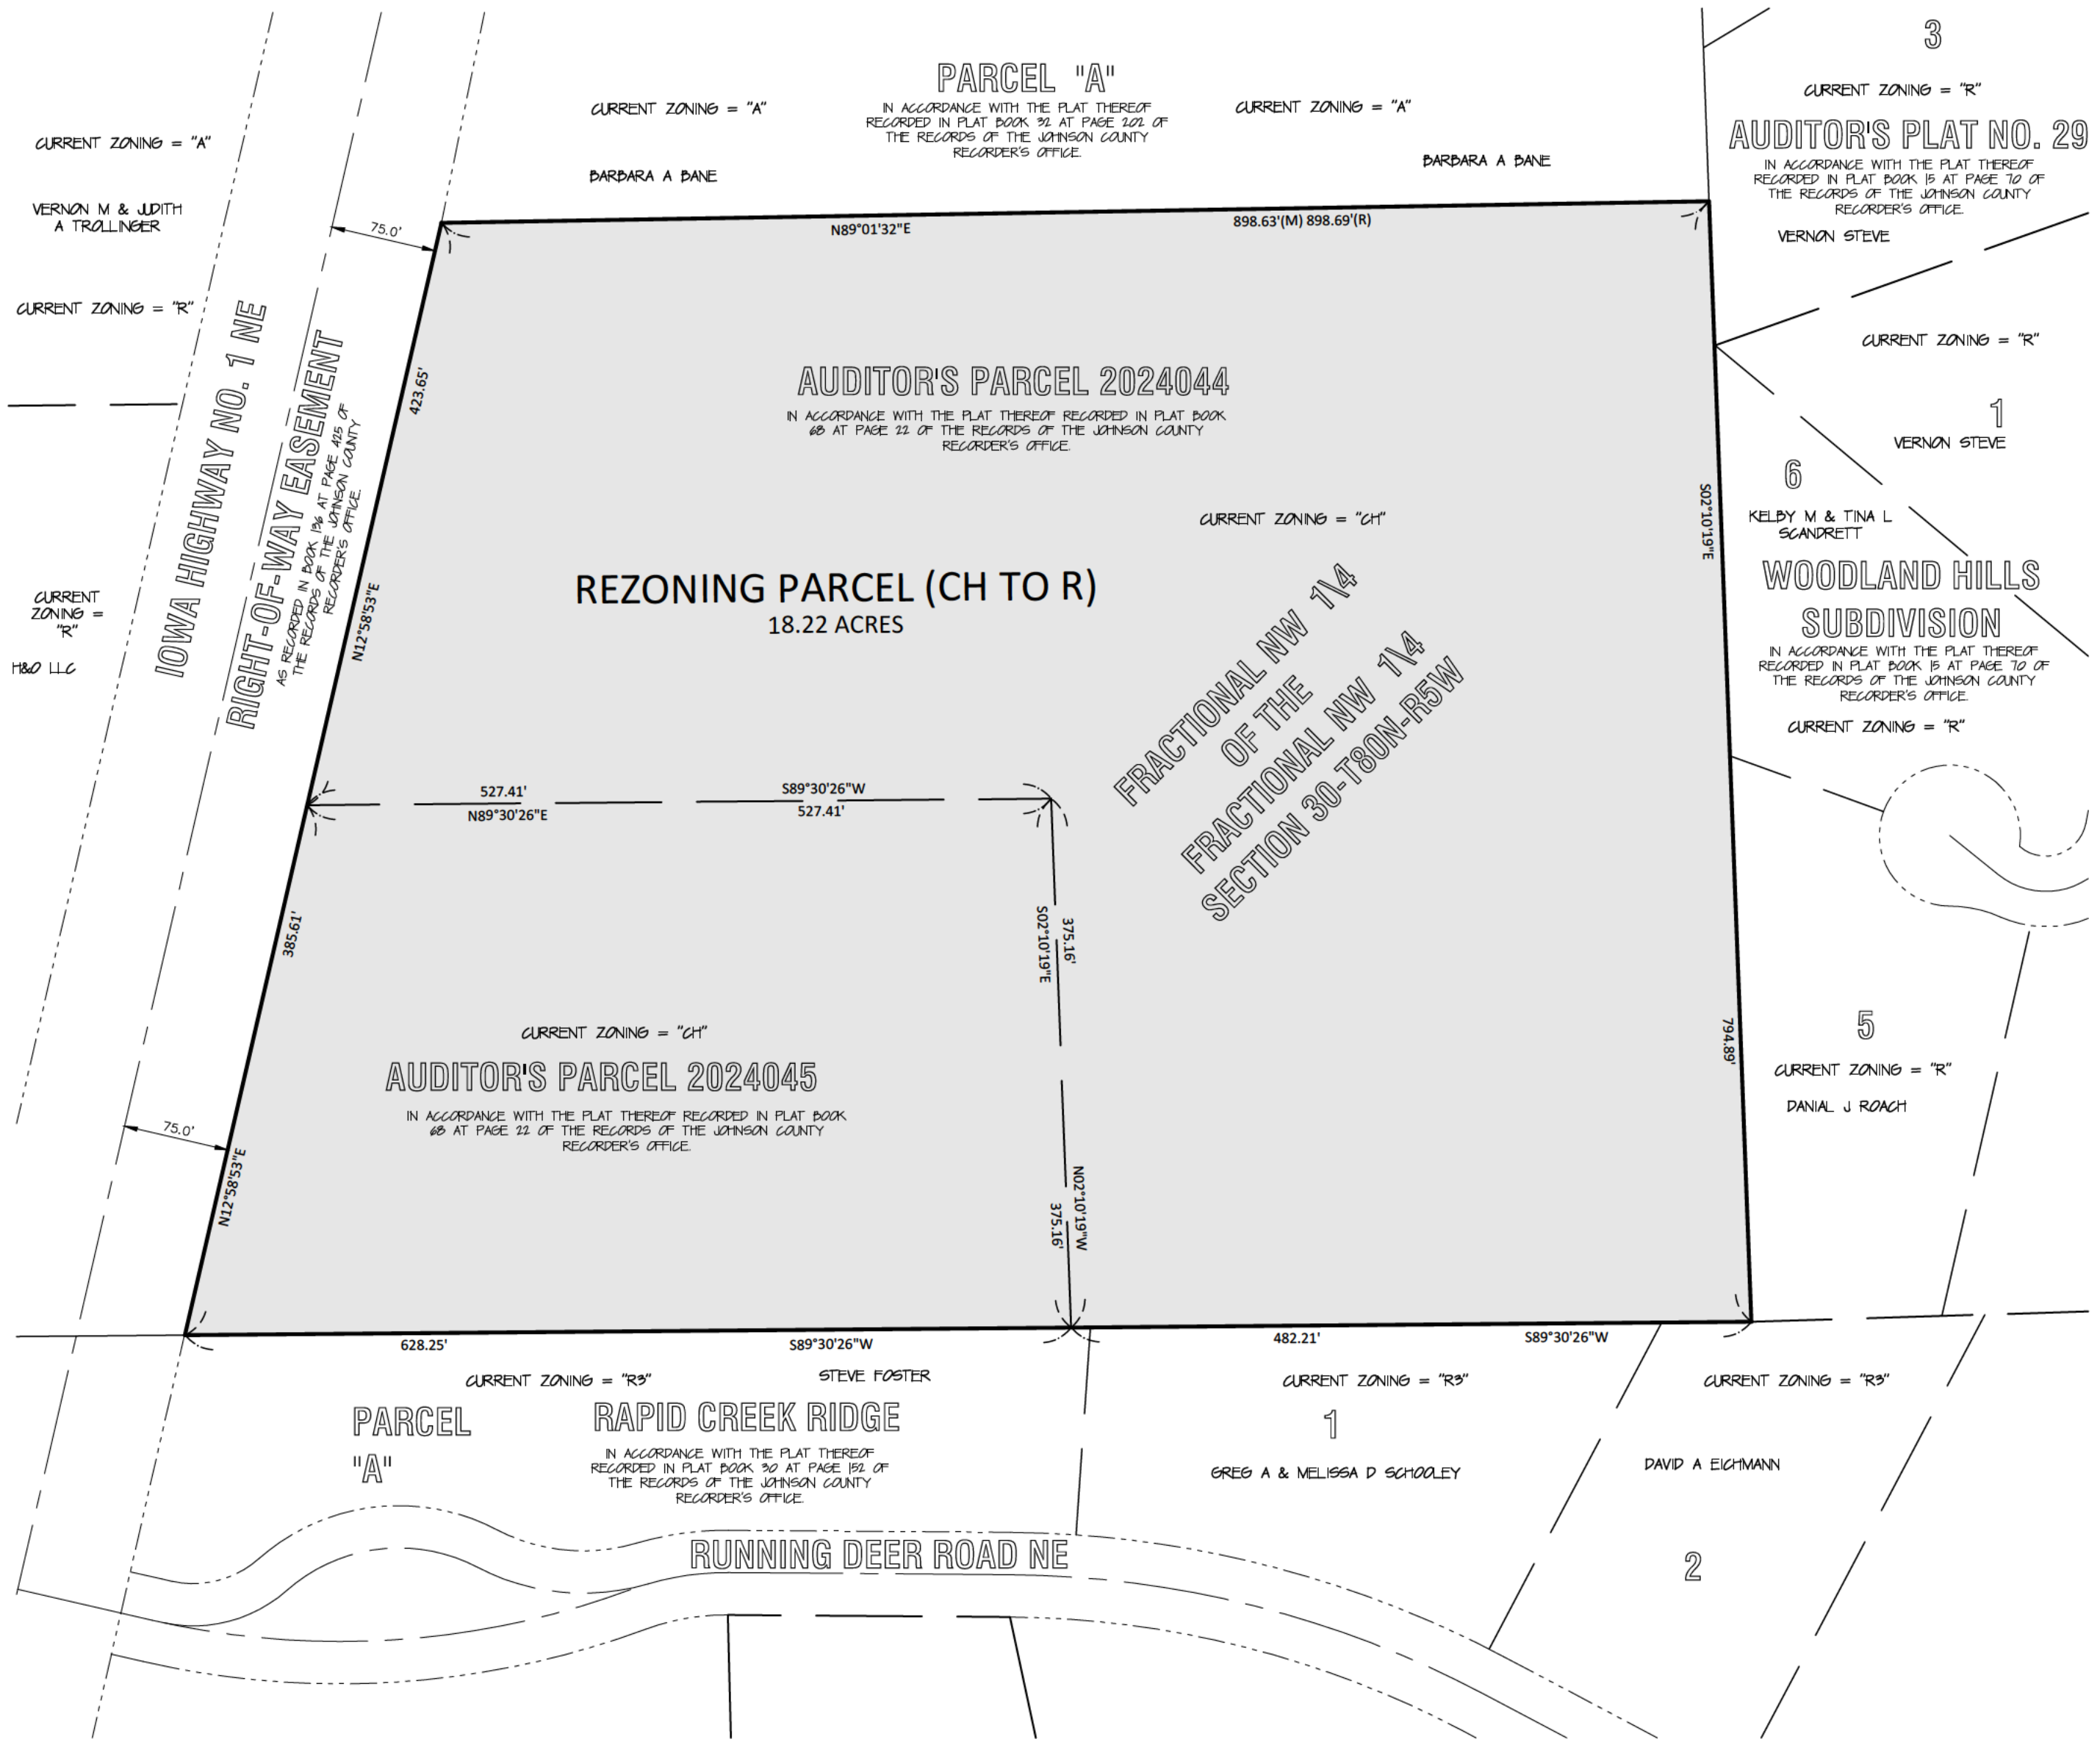 PARCEL "A"
IN ACCORDANCE WITH THE PLAT THEREOF
RECORDED IN PLAT BOOK 32 AT PAGE 202 OF
THE RECORDS OF THE JOHNSON COUNTY
RECORDER'S OFFICE.
CURRENT ZONING = "A"
BARBARA A BANE
CURRENT ZONING = "A"
BARBARA A BANE
3
CURRENT ZONING = "R"
AUDITOR'S PLAT NO. 29
IN ACCORDANCE WITH THE PLAT THEREOF
RECORDED IN PLAT BOOK 15 AT PAGE 70 OF
THE RECORDS OF THE JOHNSON COUNTY
RECORDER'S OFFICE.
VERNON STEVE
CURRENT ZONING = "A"
VERNON M & JUDITH
A TROLLINGER
CURRENT ZONING = "R"
75.0'
N89°01'32"E
898.63'(M) 898.69'(R)
IOWA HIGHWAY NO. 1 NE
RIGHT-OF-WAY EASEMENT
AS RECORDED IN BOOK 136 AT PAGE 425 OF
THE RECORDS OF THE JOHNSON COUNTY
RECORDER'S OFFICE.
423.65'
N12°58'53"E
AUDITOR'S PARCEL 2024044
IN ACCORDANCE WITH THE PLAT THEREOF RECORDED IN PLAT BOOK
68 AT PAGE 22 OF THE RECORDS OF THE JOHNSON COUNTY
RECORDER'S OFFICE.
CURRENT ZONING = "CH"
REZONING PARCEL (CH TO R)
18.22 ACRES
FRACTIONAL NW 1\4
OF THE
FRACTIONAL NW 1\4
SECTION 30-T80N-R5W
S02°10'19"E
794.89'
CURRENT ZONING = "R"
1
VERNON STEVE
6
KELBY M & TINA L
SCANDRETT
WOODLAND HILLS
SUBDIVISION
IN ACCORDANCE WITH THE PLAT THEREOF
RECORDED IN PLAT BOOK 15 AT PAGE 70 OF
THE RECORDS OF THE JOHNSON COUNTY
RECORDER'S OFFICE.
CURRENT ZONING = "R"
CURRENT
ZONING =
"R"
H&O LLC
527.41'
S89°30'26"W
N89°30'26"E
527.41'
385.61'
S02°10'19"E
375.16'
N02°10'19"W
375.16'
CURRENT ZONING = "CH"
AUDITOR'S PARCEL 2024045
IN ACCORDANCE WITH THE PLAT THEREOF RECORDED IN PLAT BOOK
68 AT PAGE 22 OF THE RECORDS OF THE JOHNSON COUNTY
RECORDER'S OFFICE.
75.0'
N12°58'53"E
5
CURRENT ZONING = "R"
DANIAL J ROACH
628.25'
S89°30'26"W
482.21'
S89°30'26"W
CURRENT ZONING = "R3"
STEVE FOSTER
PARCEL
"A"
RAPID CREEK RIDGE
IN ACCORDANCE WITH THE PLAT THEREOF
RECORDED IN PLAT BOOK 30 AT PAGE 152 OF
THE RECORDS OF THE JOHNSON COUNTY
RECORDER'S OFFICE.
CURRENT ZONING = "R3"
1
GREG A & MELISSA D SCHOOLEY
CURRENT ZONING = "R3"
DAVID A EICHMANN
2
RUNNING DEER ROAD NE